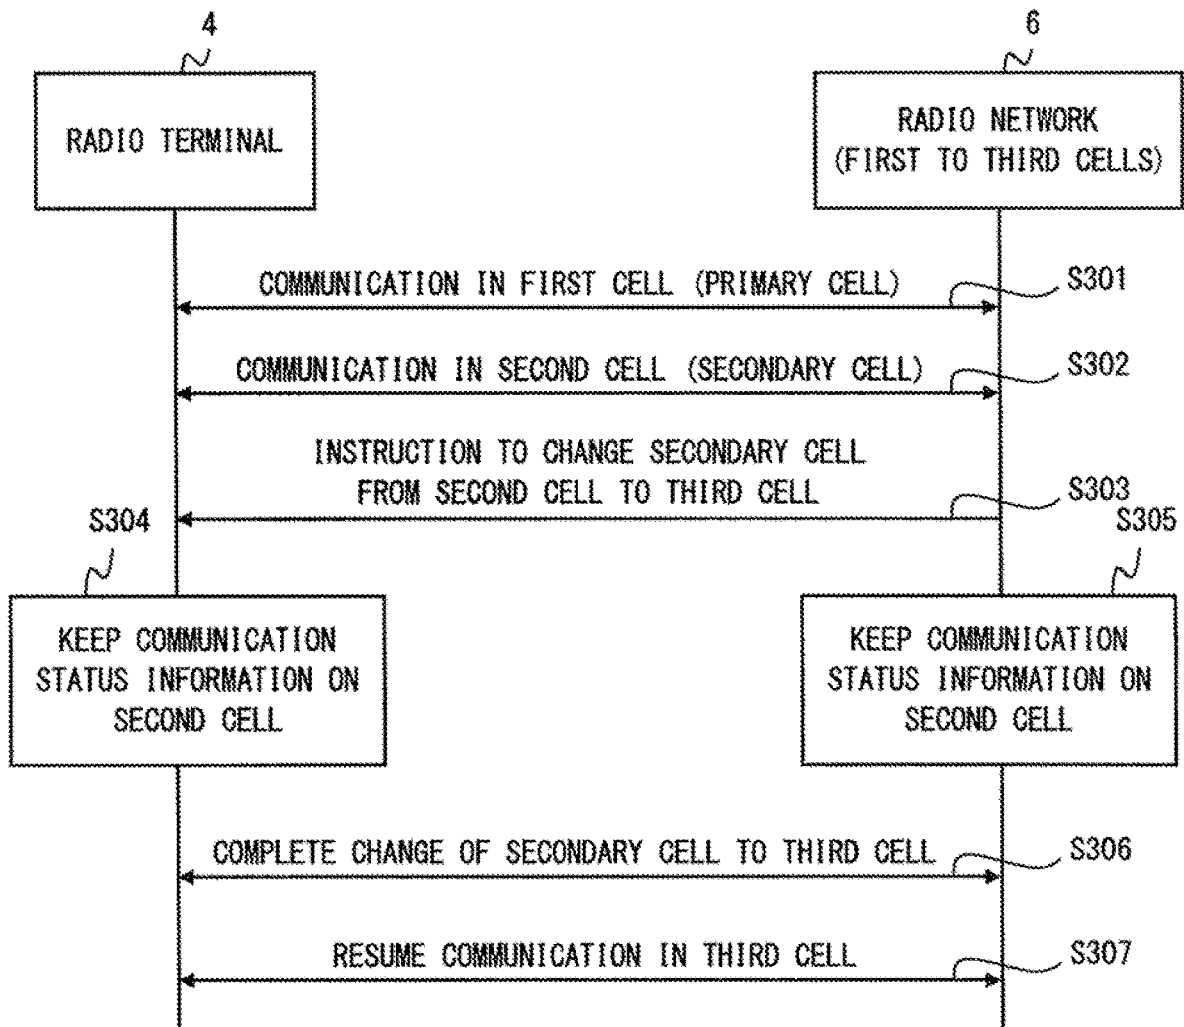 4
6
RADIO TERMINAL
RADIO NETWORK
(FIRST TO THIRD CELLS)
COMMUNICATION IN FIRST CELL (PRIMARY CELL)
S301
COMMUNICATION IN SECOND CELL (SECONDARY CELL)
S302
INSTRUCTION TO CHANGE SECONDARY CELL
FROM SECOND CELL TO THIRD CELL
S303
S304
S305
KEEP COMMUNICATION
STATUS INFORMATION ON
SECOND CELL
KEEP COMMUNICATION
STATUS INFORMATION ON
SECOND CELL
COMPLETE CHANGE OF SECONDARY CELL TO THIRD CELL
S306
RESUME COMMUNICATION IN THIRD CELL
S307